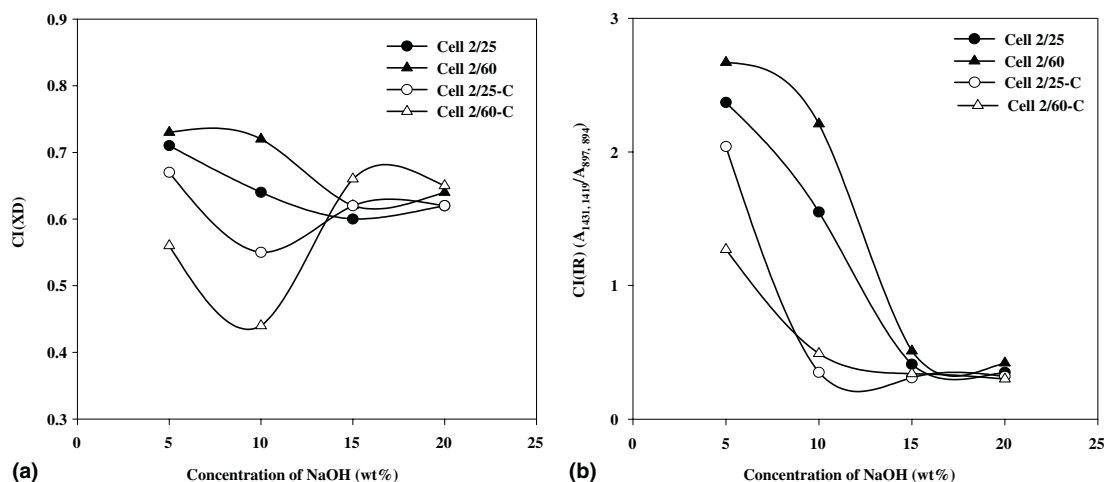 0.9
0.8
0.7
0.6
0.5
0.4
0.3
CI(XD)
0 5 10 15 20 25
Concentration of NaOH (wt%)
Cell 2/25
Cell 2/60
Cell 2/25-C
Cell 2/60-C
(a)
3
2
1
0
CI(IR) (A1431, 1419/A897, 894)
0 5 10 15 20 25
Concentration of NaOH (wt%)
Cell 2/25
Cell 2/60
Cell 2/25-C
Cell 2/60-C
(b)